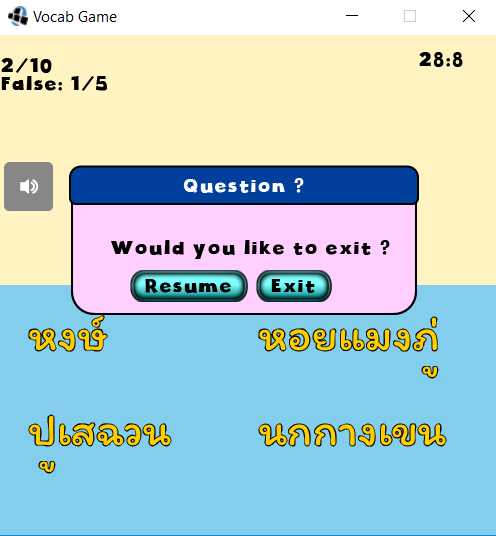 Vocab Game
2/10
28:8
False: 1/5
Question ?
Would you like to exit ?
Resume Exit
หงษ์ หอยแมงภู่
ปูเสฉวน นกกางเขน